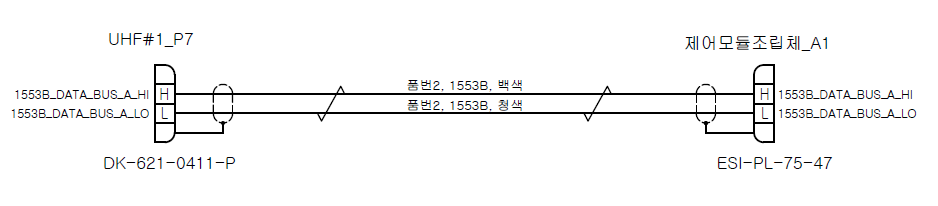 UHF#1_P7
제어모듈조립체_A1
품번2, 1553B, 백색
1553B_DATA_BUS_A_HI H H 1553B_DATA_BUS_A_HI
품번2, 1553B, 청색
1553B_DATA_BUS_A_LO L L 1553B_DATA_BUS_A_LO
DK-621-0411-P
ESI-PL-75-47